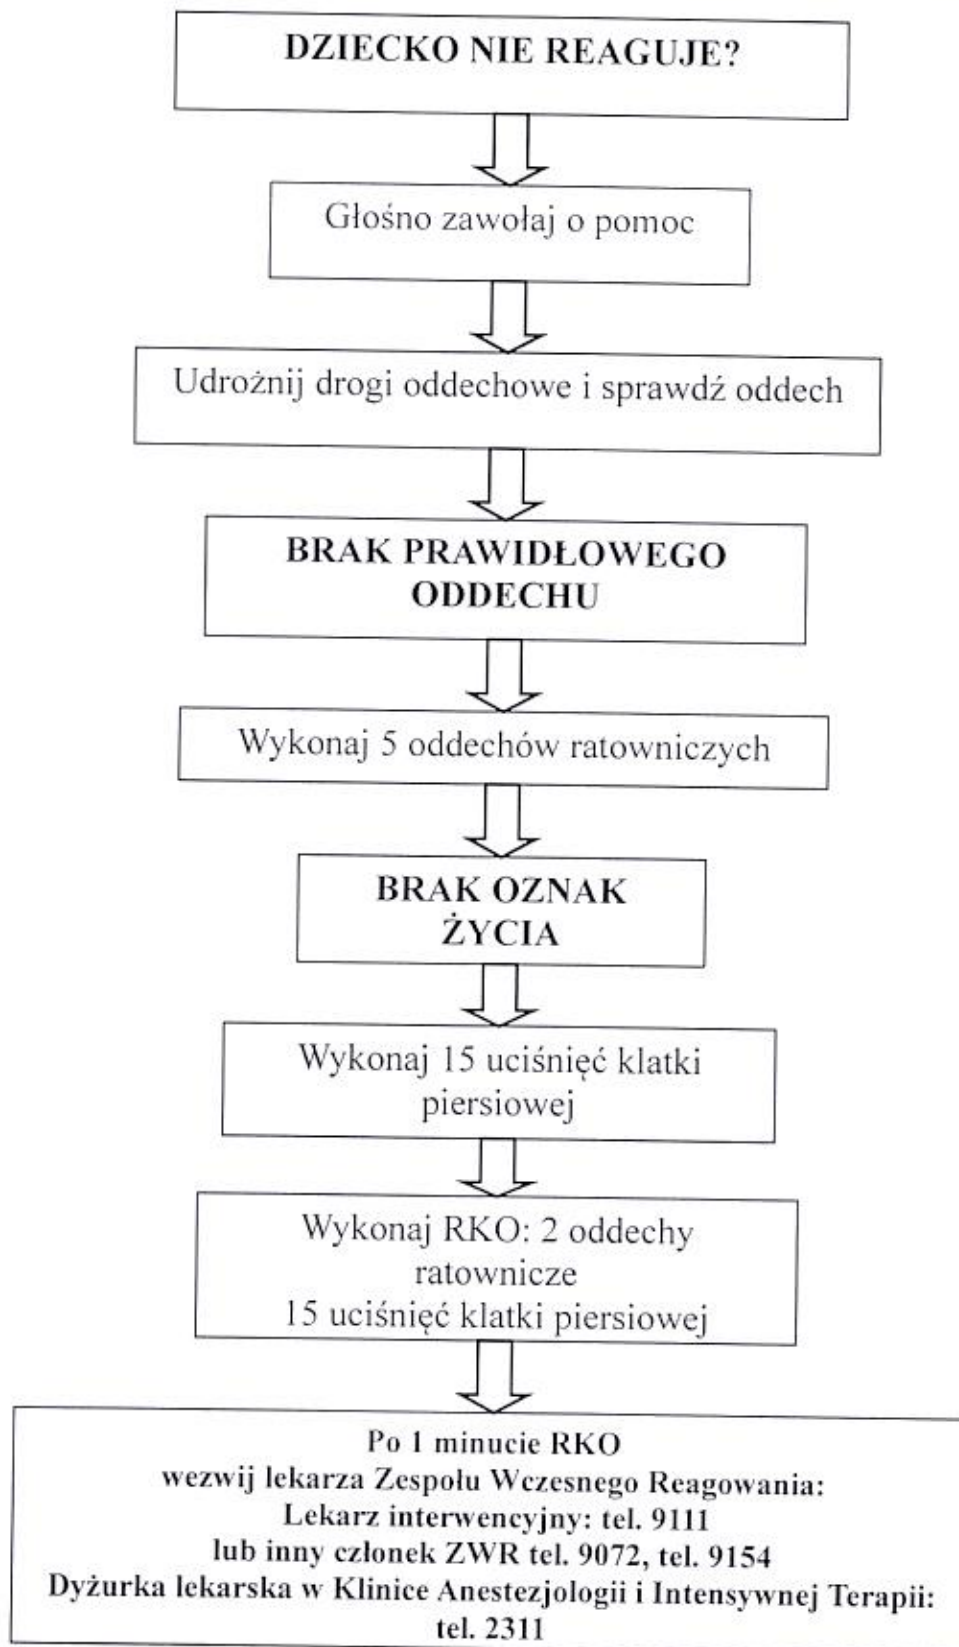 DZIECKO NIE REAGUJE?
Głośno zawołaj o pomoc
Udrożnij drogi oddechowe i sprawdź oddech
BRAK PRAWIDŁOWEGO
ODDECHU
Wykonaj 5 oddechów ratowniczych
BRAK OZNAK
ŻYCIA
Wykonaj 15 uciśnięć klatki
piersiowej
Wykonaj RKO: 2 oddechy
ratownicze
15 uciśnięć klatki piersiowej
Po 1 minucie RKO
wezwij lekarza Zespołu Wczesnego Reagowania:
Lekarz interwencyjny: tel. 9111
lub inny członek ZWR tel. 9072, tel. 9154
Dyżurka lekarska w Klinice Anestezjologii i Intensywnej Terapii:
tel. 2311